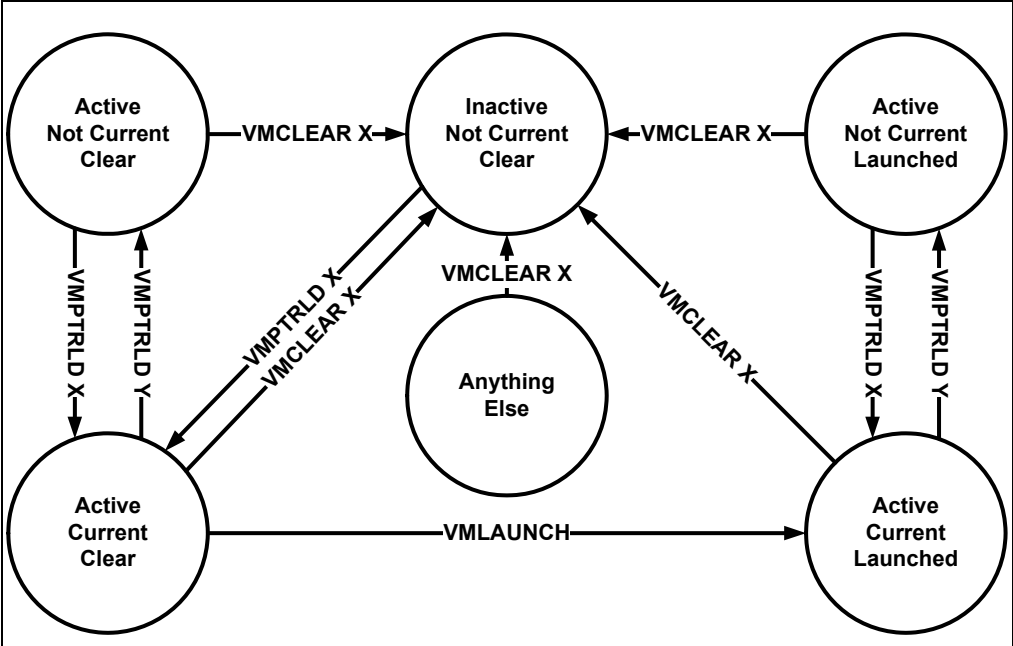 Active
Not Current
Clear
VMCLEAR X
Inactive
Not Current
Clear
VMCLEAR X
Active
Not Current
Launched
VMPTRLD X
VMPTRLD Y
VMPTRLD X
VMCLEAR X
VMCLEAR X
Anything
Else
VMCLEAR X
VMPTRLD X
VMPTRLD Y
Active
Current
Clear
VMLAUNCH
Active
Current
Launched